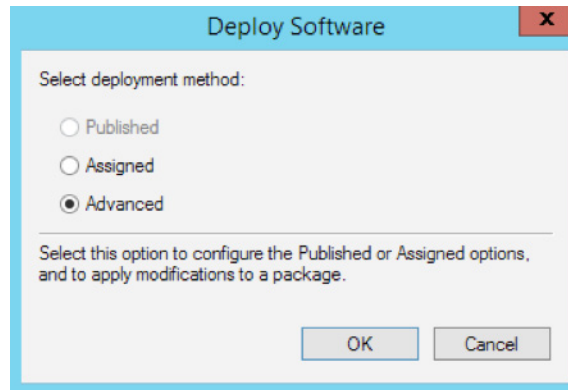 Deploy Software
x
Select deployment method:
Published
Assigned
Advanced
Select this option to configure the Published or Assigned options,
and to apply modifications to a package.
OK
Cancel